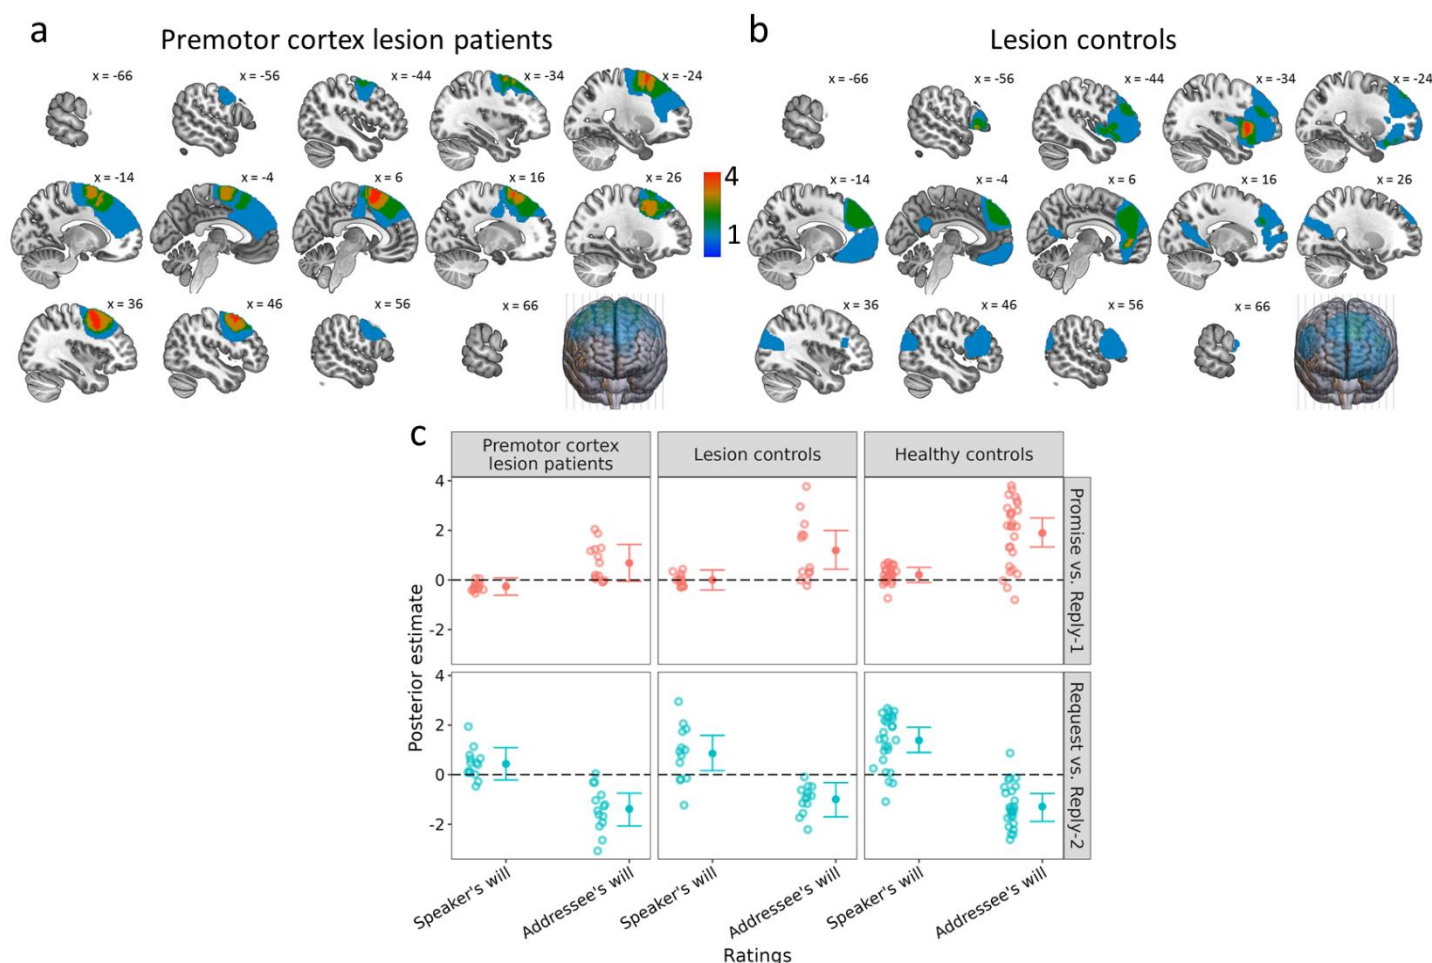 a
Premotor cortex lesion patients
x = -66
x = -56
x = -44
x = -34
x = -24
x = -14
x = -4
x = 6
x = 16
x = 26
x = 36
x = 46
x = 56
x = 66
4
1
b
Lesion controls
x = -66
x = -56
x = -44
x = -34
x = -24
x = -14
x = -4
x = 6
x = 16
x = 26
x = 36
x = 46
x = 56
x = 66
c
Premotor cortex
lesion patients
Lesion controls
Healthy controls
Posterior estimate
4
2
0
-2
Promise vs. Reply-1
4
2
0
-2
Request vs. Reply-2
Speaker's will
Addressee's will
Speaker's will
Addressee's will
Speaker's will
Addressee's will
Ratings